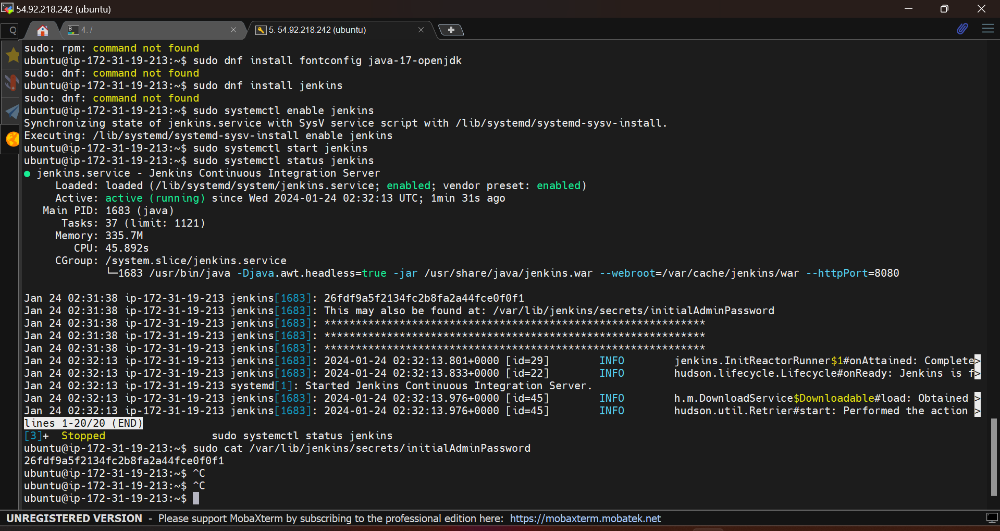 54.92.218.242 (ubuntu)
4. /
5. 54.92.218.242 (ubuntu)
sudo: rpm: command not found
ubuntu@ip-172-31-19-213:~$ sudo dnf install fontconfig java-17-openjdk
sudo: dnf: command not found
ubuntu@ip-172-31-19-213:~$ sudo dnf install jenkins
sudo: dnf: command not found
ubuntu@ip-172-31-19-213:~$ sudo systemctl enable jenkins
Synchronizing state of jenkins.service with SysV service script with /lib/systemd/systemd-sysv-install.
Executing: /lib/systemd/systemd-sysv-install enable jenkins
ubuntu@ip-172-31-19-213:~$ sudo systemctl start jenkins
ubuntu@ip-172-31-19-213:~$ sudo systemctl status jenkins
● jenkins.service - Jenkins Continuous Integration Server
     Loaded: loaded (/lib/systemd/system/jenkins.service; enabled; vendor preset: enabled)
     Active: active (running) since Wed 2024-01-24 02:32:13 UTC; 1min 31s ago
   Main PID: 1683 (java)
      Tasks: 37 (limit: 1121)
     Memory: 335.7M
        CPU: 45.892s
     CGroup: /system.slice/jenkins.service
             └─1683 /usr/bin/java -Djava.awt.headless=true -jar /usr/share/java/jenkins.war --webroot=/var/cache/jenkins/war --httpPort=8080
Jan 24 02:31:38 ip-172-31-19-213 jenkins[1683]: 26fdf9a5f2134fc2b8fa2a44fce0f0f1
Jan 24 02:31:38 ip-172-31-19-213 jenkins[1683]: This may also be found at: /var/lib/jenkins/secrets/initialAdminPassword
Jan 24 02:31:38 ip-172-31-19-213 jenkins[1683]: *************************************************************
Jan 24 02:31:38 ip-172-31-19-213 jenkins[1683]: *************************************************************
Jan 24 02:31:38 ip-172-31-19-213 jenkins[1683]: *************************************************************
Jan 24 02:32:13 ip-172-31-19-213 jenkins[1683]: 2024-01-24 02:32:13.801+0000 [id=29]        INFO        jenkins.InitReactorRunner$1#onAttained: Complete>
Jan 24 02:32:13 ip-172-31-19-213 jenkins[1683]: 2024-01-24 02:32:13.833+0000 [id=22]        INFO        hudson.lifecycle.Lifecycle#onReady: Jenkins is f>
Jan 24 02:32:13 ip-172-31-19-213 systemd[1]: Started Jenkins Continuous Integration Server.
Jan 24 02:32:13 ip-172-31-19-213 jenkins[1683]: 2024-01-24 02:32:13.976+0000 [id=45]        INFO        h.m.DownloadService$Downloadable#load: Obtained >
Jan 24 02:32:13 ip-172-31-19-213 jenkins[1683]: 2024-01-24 02:32:13.976+0000 [id=45]        INFO        hudson.util.Retrier#start: Performed the action >
lines 1-20/20 (END)
[3]+  Stopped                 sudo systemctl status jenkins
ubuntu@ip-172-31-19-213:~$ sudo cat /var/lib/jenkins/secrets/initialAdminPassword
26fdf9a5f2134fc2b8fa2a44fce0f0f1
ubuntu@ip-172-31-19-213:~$ ^C
ubuntu@ip-172-31-19-213:~$ ^C
ubuntu@ip-172-31-19-213:~$
UNREGISTERED VERSION - Please support MobaXterm by subscribing to the professional edition here: https://mobaxterm.mobatek.net